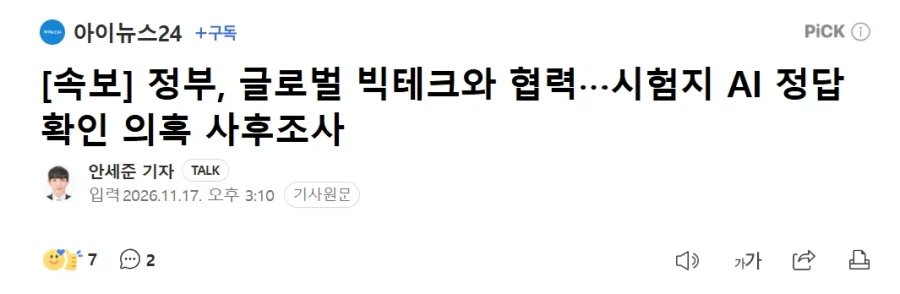 아이뉴스24 +구독
PiCK
[속보] 정부, 글로벌 빅테크와 협력…시험지 AI 정답
확인 의혹 사후조사
안세준 기자 TALK
입력 2026.11.17. 오후 3:10 기사원문
7 2
가가